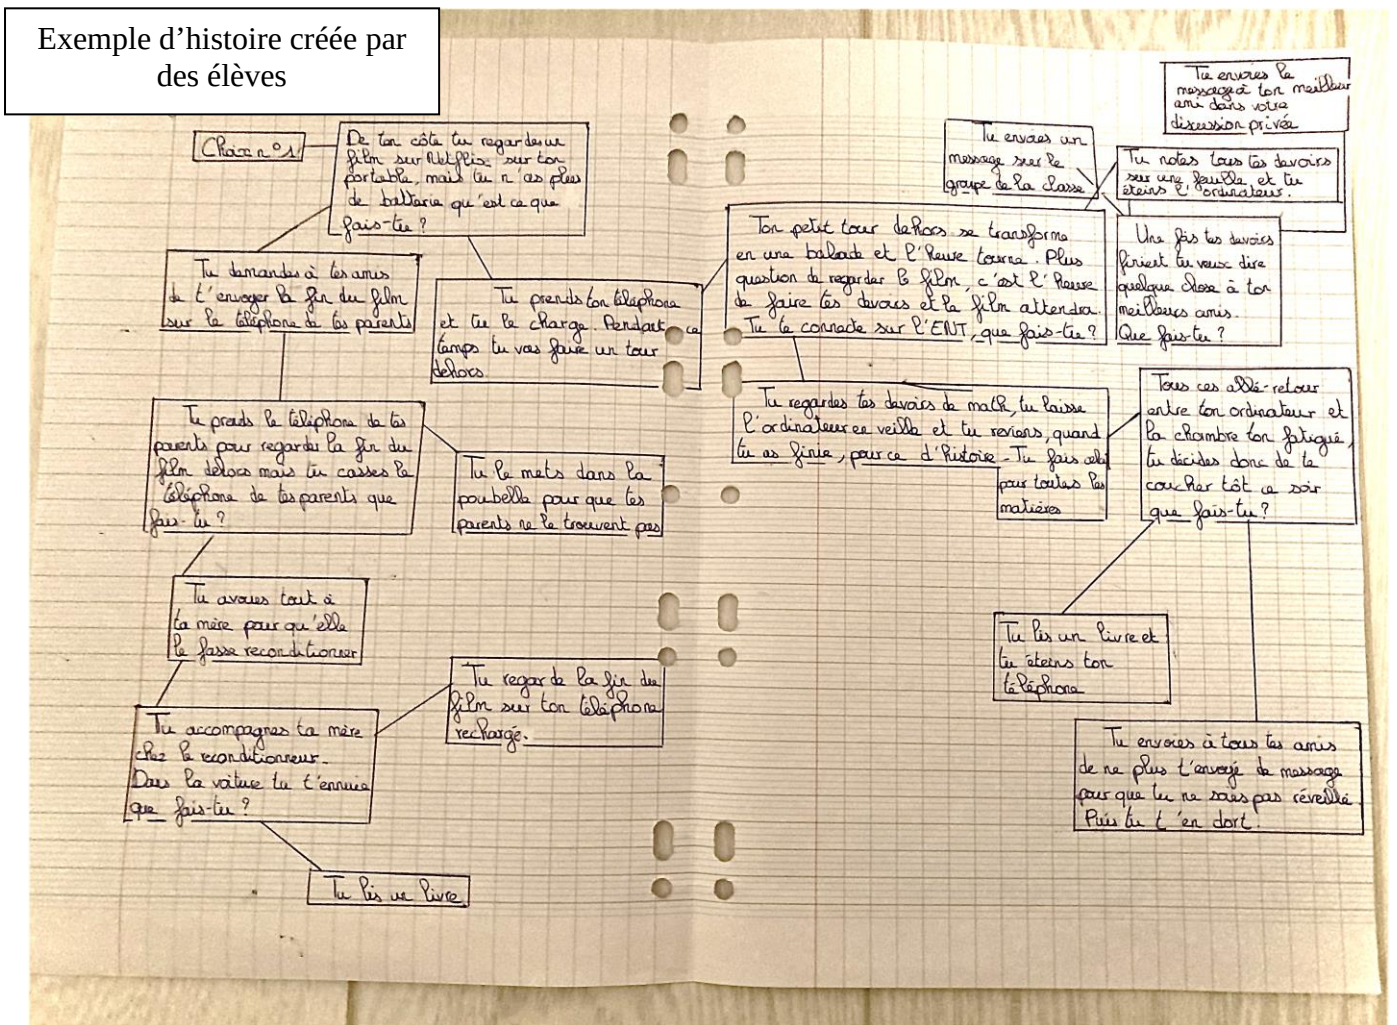 Exemple d’histoire créée par
des élèves
Choix n°1
De ton côté tu regardes un
film sur Netflix sur ton
portable, mais tu n'as plus
de battarie qu'est ce que
fais-tu ?
Tu demandes à tes amis
de t'envoyer la fin du film
sur le téléphone de tes parents
Tu prends ton téléphone
et tu le charge. Pendant ce
temps tu vas faire un tour
dehors
Tu prends le téléphone de tes
parents pour regarder la fin du
film dehors mais tu casses le
téléphone de tes parents que
fais-tu ?
Tu le mets dans la
poubelle pour que tes
parents ne le trouvent pas
Tu avoues tout à
ta mère pour qu'elle
le fasse reconditionner
Tu accompagnes ta mère
chez le reconditionneur.
Dans la voiture tu t'ennuie
que fais-tu ?
Tu regarde la fin du
film sur ton téléphone
rechargé.
Tu lis un livre
Tu envoies le
message à ton meilleur
ami dans votre
discussion privée
Tu envoies un
message sur le
groupe de la classe
Tu notes tous tes devoirs
sur une feuille et tu
éteins l'ordinateur.
Ton petit tour dehors se transforme
en une balade et l'heure tourne. Plus
question de regarder le film, c'est l'heure
de faire tes devoirs et le film attendra.
Tu te connecte sur l'ENT, que fais-tu ?
Une fois tes devoirs
finient tu veux dire
quelque chose à ton
meilleurs amis.
Que fais-tu ?
Tu regardes tes devoirs de math, tu laisse
l'ordinateur en veille et tu reviens, quand
tu as finie, pour ce d'histoire. Tu fais cela
pour toutes les
matières
Tous ces allé-retour
entre ton ordinateur et
la chambre ton fatigué,
tu décides donc de te
coucher tôt ce soir
que fais-tu ?
Tu lis un livre et
tu éteins ton
téléphone
Tu envoies à tous tes amis
de ne plus t'envoyé de message
pour que tu ne sois pas réveillé.
Puis tu t'en dort.